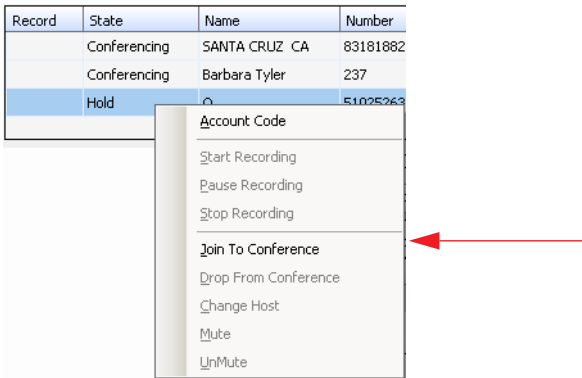 Record State Name Number
Conferencing SANTA CRUZ CA 83181882
Conferencing Barbara Tyler 237
Hold
Account Code
Start Recording
Pause Recording
Stop Recording
Join To Conference
Drop From Conference
Change Host
Mute
UnMute